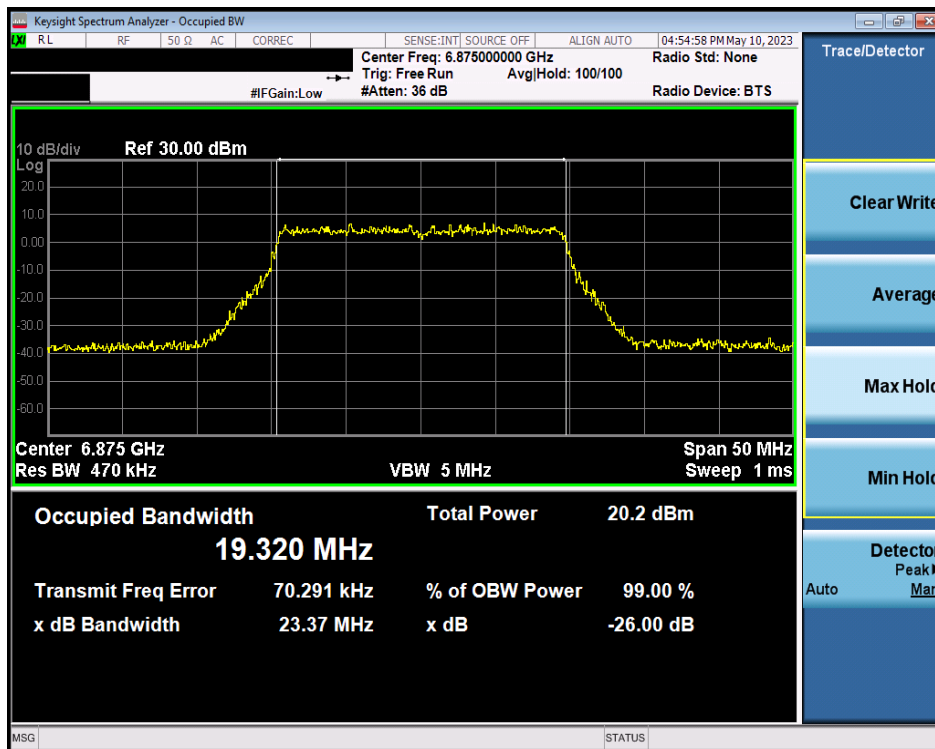 Keysight Spectrum Analyzer - Occupied BW
LXI RL RF 50 Ω AC CORREC SENSE:INT SOURCE OFF ALIGN AUTO 04:54:58 PM May 10, 2023
Center Freq: 6.875000000 GHz Radio Std: None
Trig: Free Run Avg|Hold: 100/100
#IFGain:Low #Atten: 36 dB Radio Device: BTS
10 dB/div Ref 30.00 dBm
Log
20.0
10.0
0.00
-10.0
-20.0
-30.0
-40.0
-50.0
-60.0
Center 6.875 GHz Span 50 MHz
Res BW 470 kHz VBW 5 MHz Sweep 1 ms
Occupied Bandwidth Total Power 20.2 dBm
19.320 MHz
Transmit Freq Error 70.291 kHz % of OBW Power 99.00 %
x dB Bandwidth 23.37 MHz x dB -26.00 dB
MSG STATUS
Trace/Detector
Clear Write
Average
Max Hold
Min Hold
Detector
Peak
Auto Man